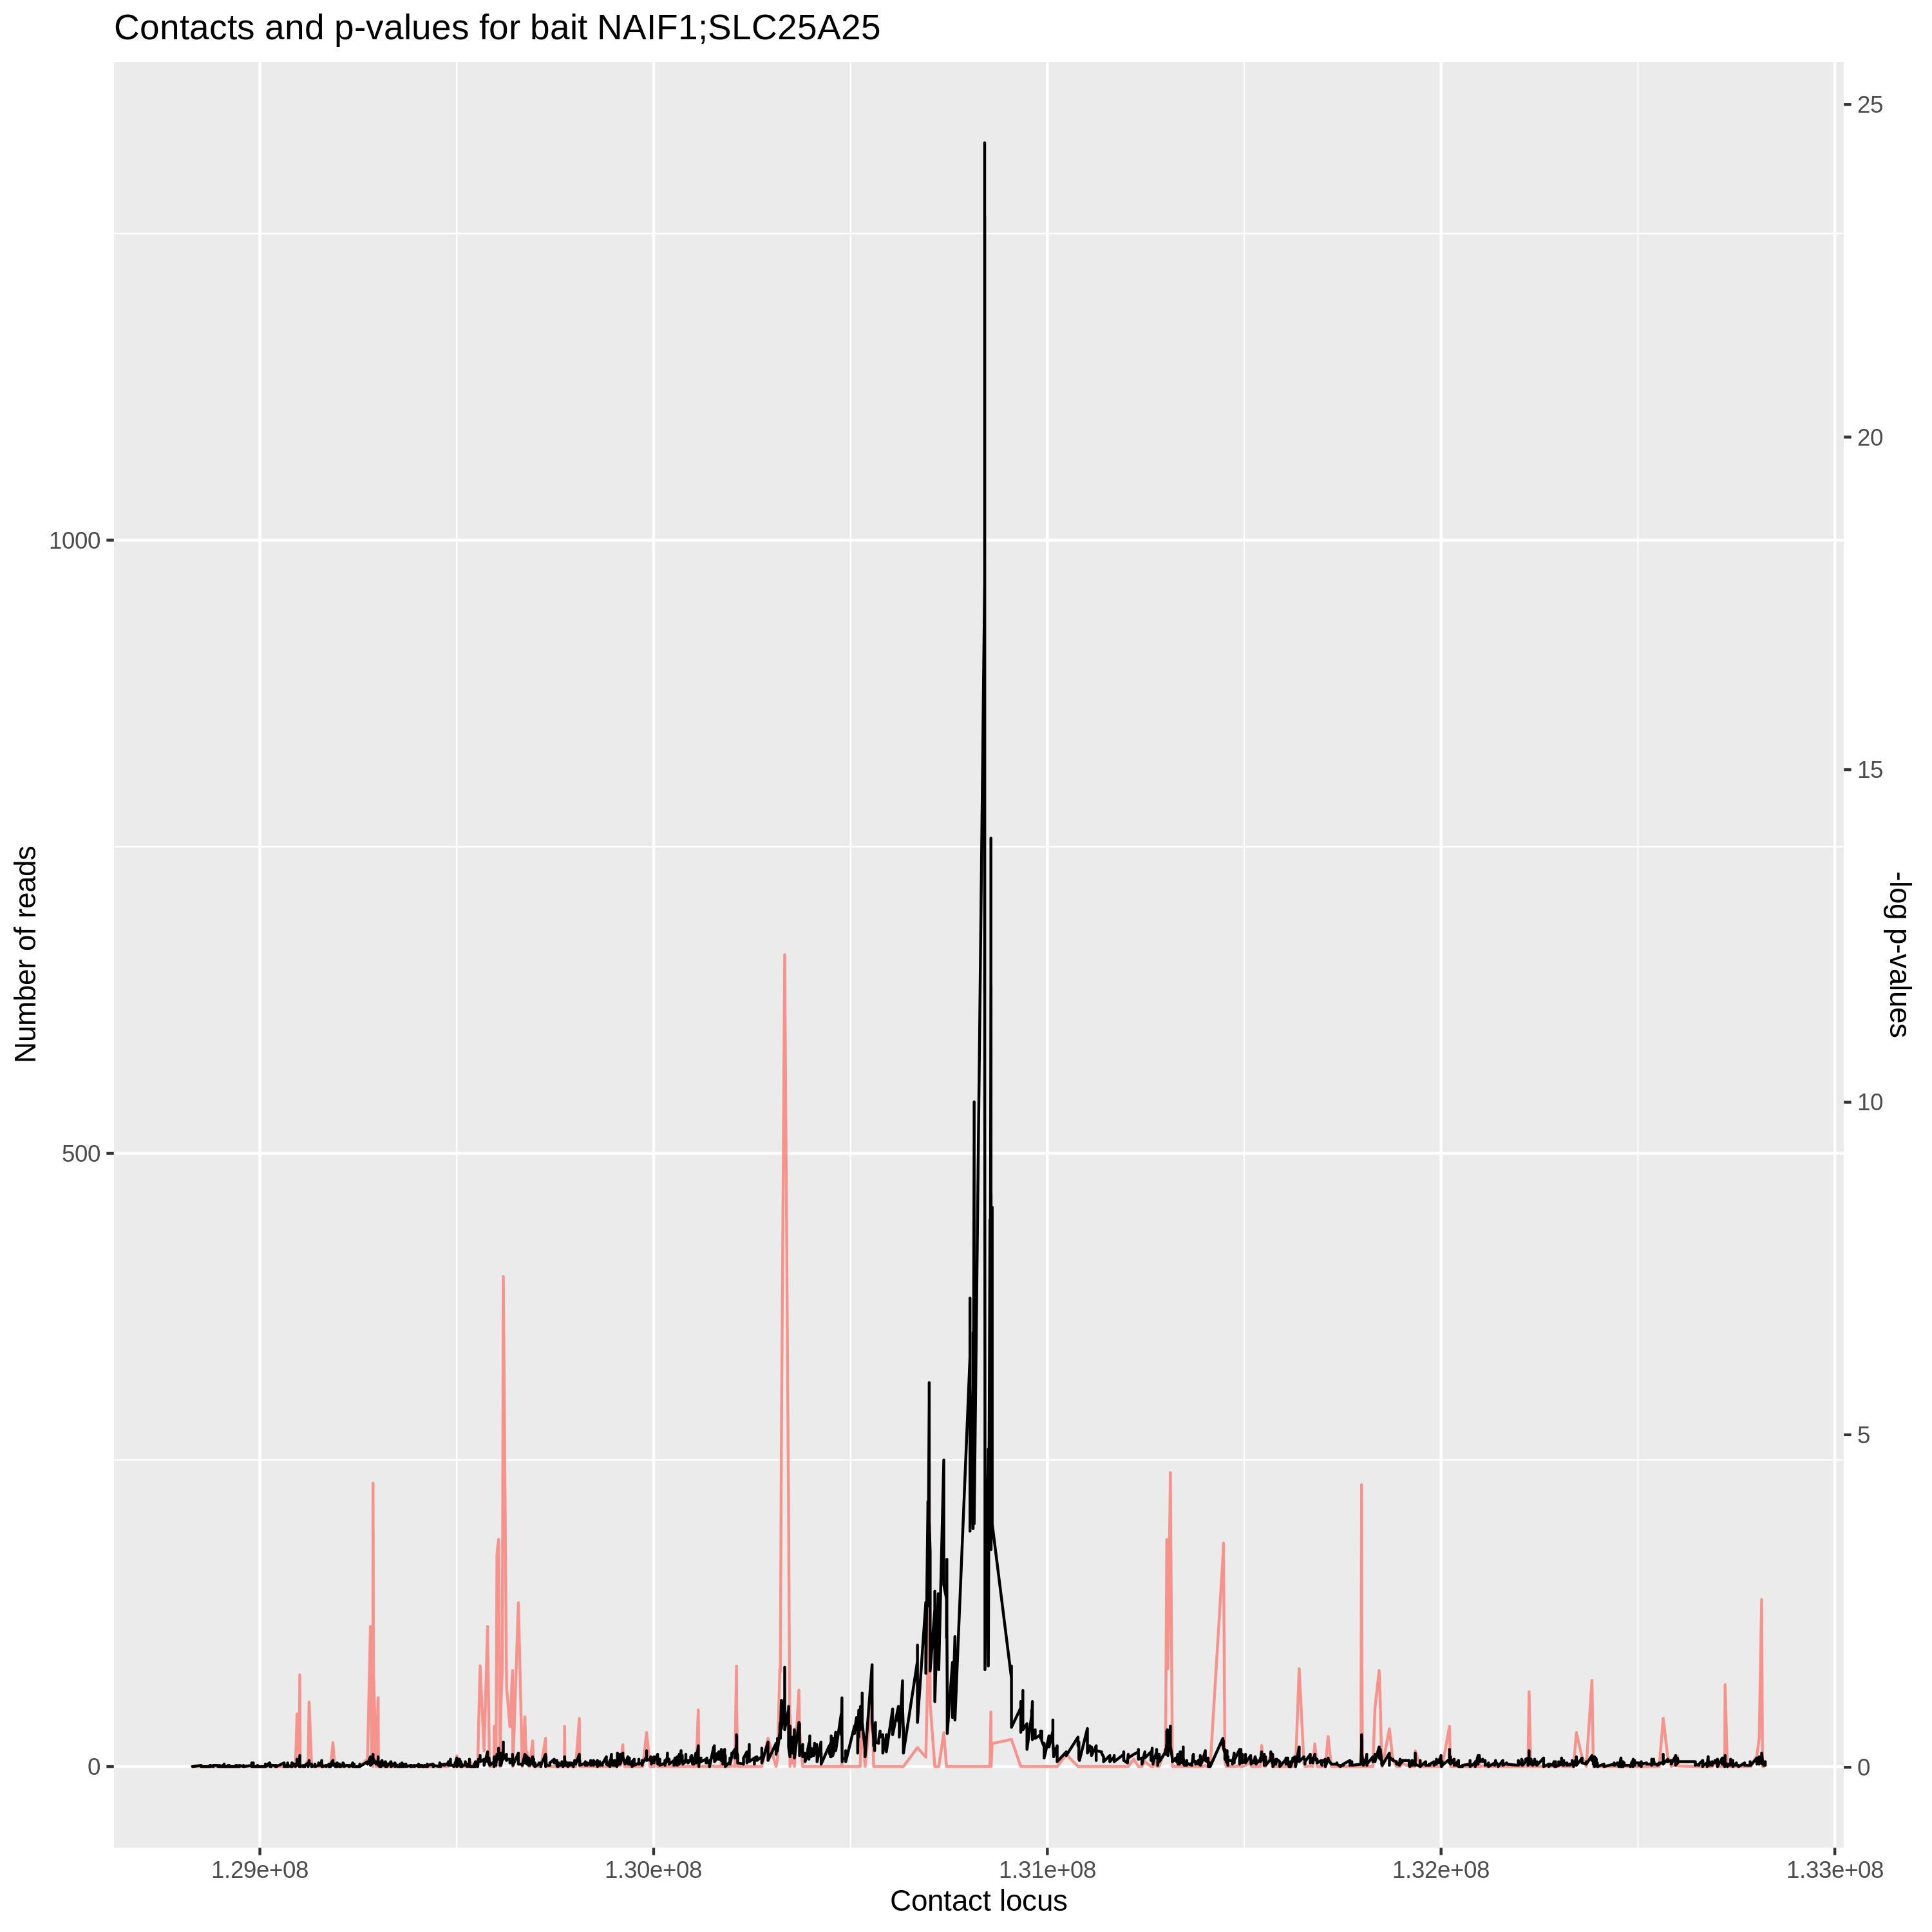 Contacts and p-values for bait NAIF1;SLC25A25
Number of reads
1000
500
0
25
20
15
10
5
0
-log p-values
1.29e+08
1.30e+08
1.31e+08
1.32e+08
1.33e+08
Contact locus